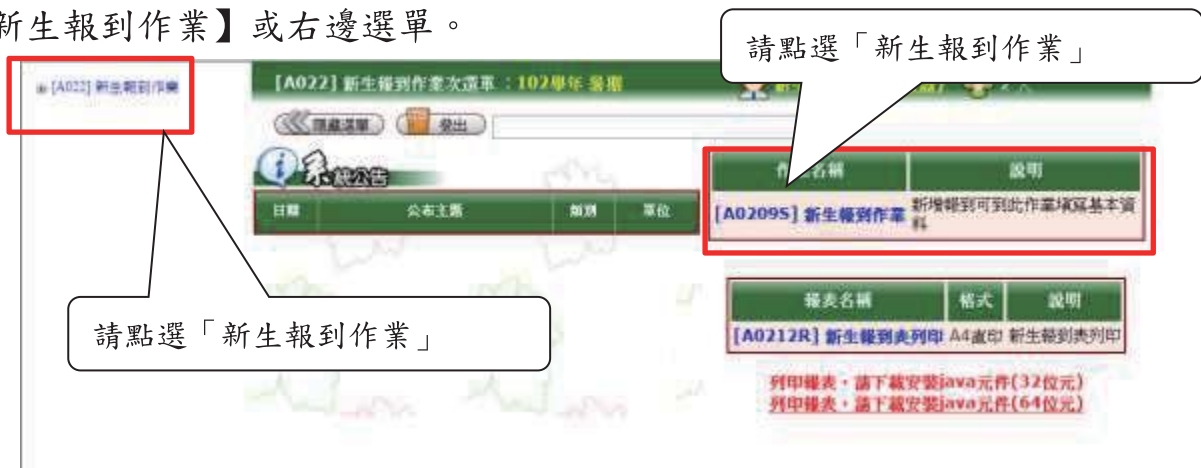 新生報到作業】或右邊選單。
請點選「新生報到作業」
[A022] 新生報到作業
[A022] 新生報到作業次選單：102學年 暑期
隱藏選單 登出
系統公告
日期 公布主題 類別 單位
名稱 說明
[A0209S] 新生報到作業 新增報到可到此作業填寫基本資料
請點選「新生報到作業」
報表名稱 格式 說明
[A0212R] 新生報到表列印 A4直印 新生報到表列印
列印報表，請下載安裝java元件(32位元)
列印報表，請下載安裝java元件(64位元)